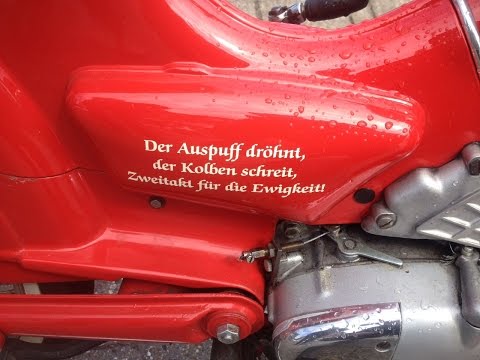 Der Auspuff dröhnt,
der Kolben schreit,
Zweitakt für die Ewigkeit!